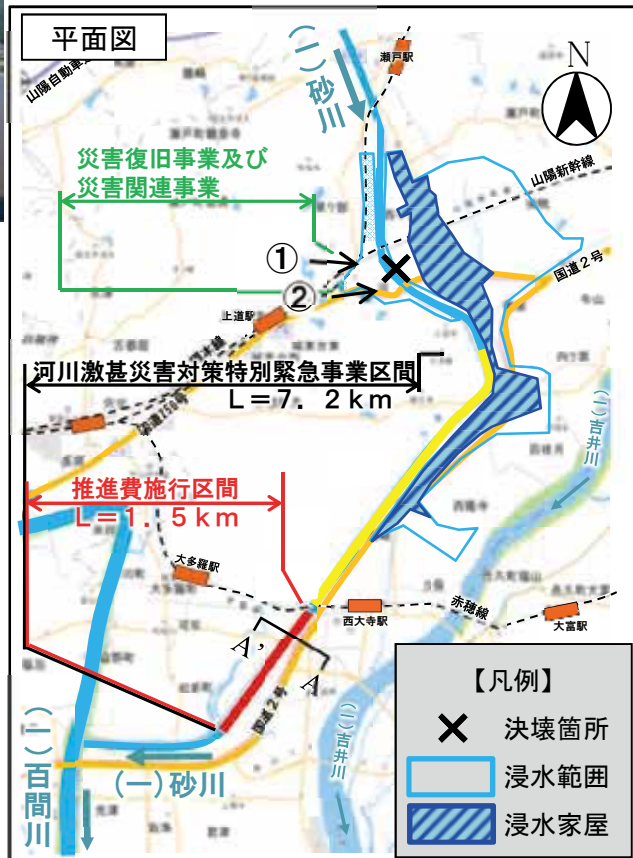 平面図
山陽自動車
(一)砂川
瀬戸駅
N
災害復旧事業及び
災害関連事業
山陽新幹線
①
②
国道2号
上道駅
河川激甚災害対策特別緊急事業区間
L=7.2km
(一)吉井川
推進費施行区間
L=1.5km
大多羅駅
赤穂線
西大寺駅
大富駅
A'
A
国道2号
(一)吉井川
(一)砂川
(一)百間川
【凡例】
決壊箇所
浸水範囲
浸水家屋